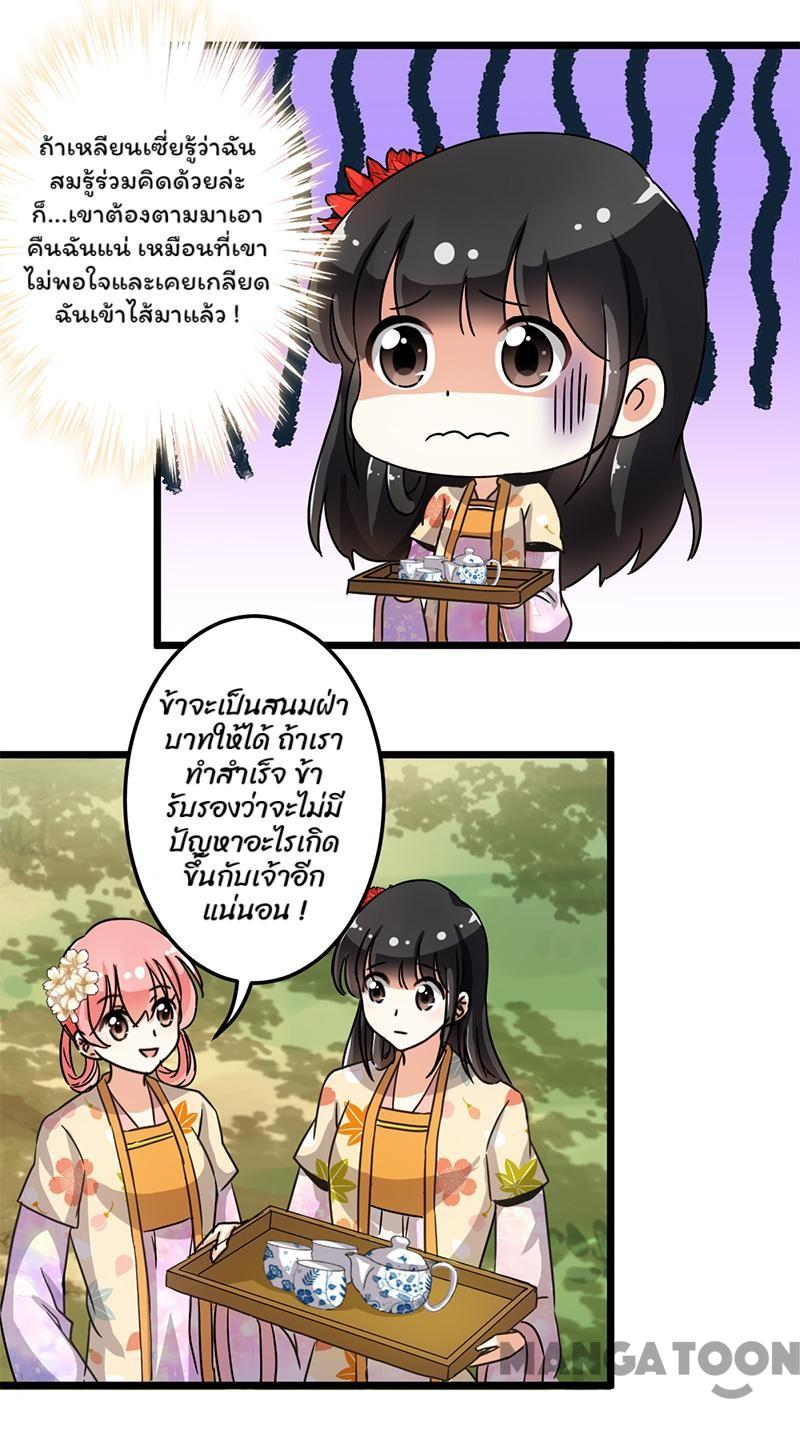 ถ้าเหลียนเซี่ยรู้ว่าฉัน
สมรู้ร่วมคิดด้วยล่ะ
ก็...เขาต้องตามมาเอา
คืนฉันแน่ เหมือนที่เขา
ไม่พอใจและเคยเกลียด
ฉันเข้าไส้มาแล้ว !
ข้าจะเป็นสนมฝ่า
บาทให้ได้ ถ้าเรา
ทำสำเร็จ ข้า
รับรองว่าจะไม่มี
ปัญหาอะไรเกิด
ขึ้นกับเจ้าอีก
แน่นอน !
MANGATOON